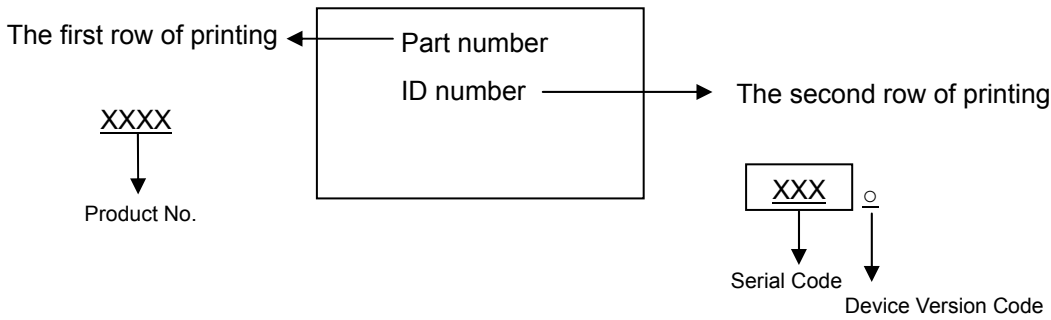 The first row of printing
Part number
ID number
The second row of printing
XXXX
Product No.
XXX ○
Serial Code
Device Version Code